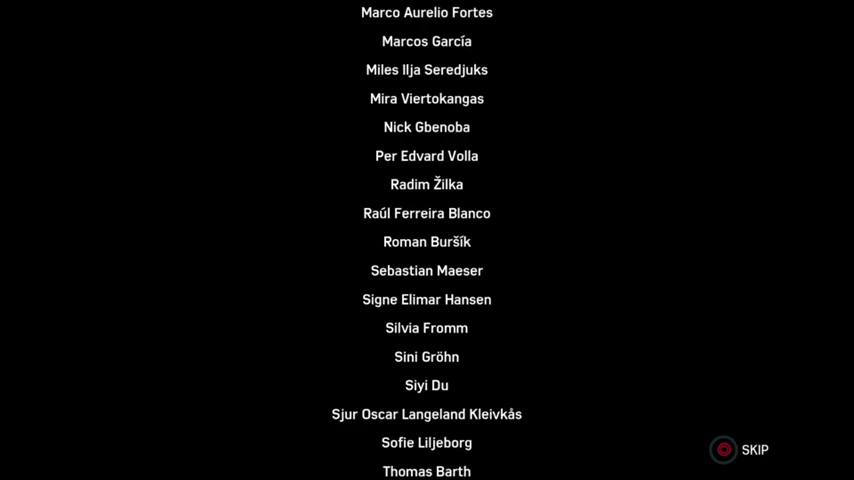 Marco Aurelio Fortes
Marcos García
Miles Ilja Seredjuks
Mira Viertokangas
Nick Gbenoba
Per Edvard Volla
Radim Žilka
Raúl Ferreira Blanco
Roman Buršík
Sebastian Maeser
Signe Elimar Hansen
Silvia Fromm
Sini Gröhn
Siyi Du
Sjur Oscar Langeland Kleivkås
Sofie Liljeborg
SKIP
Thomas Barth